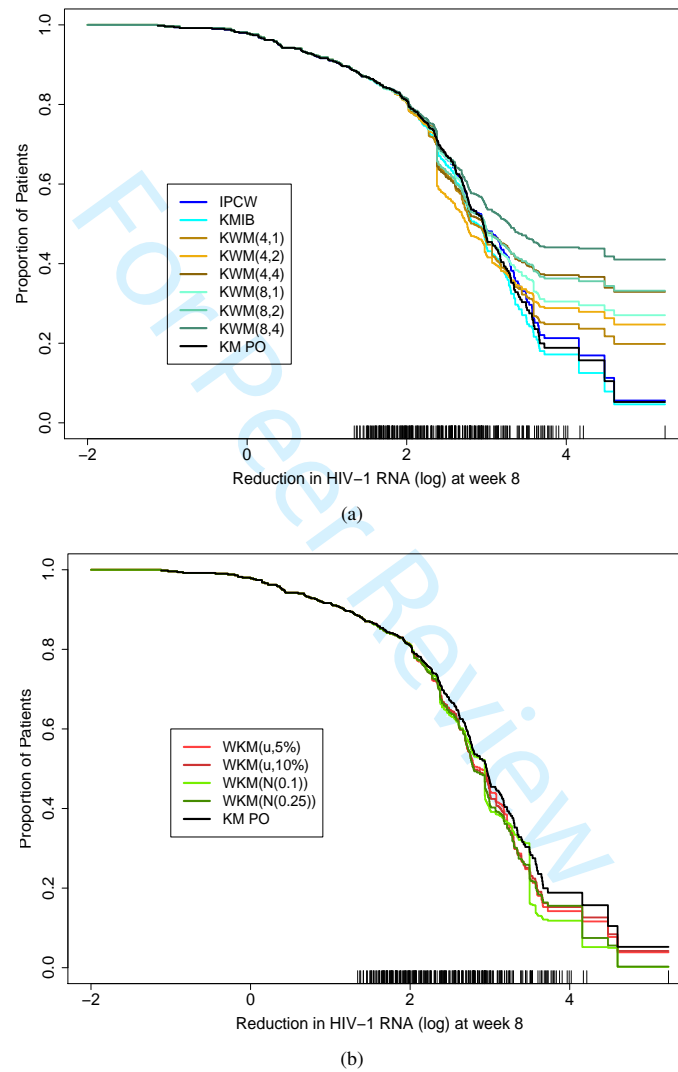 (a)
1.0
0.8
0.6
0.4
0.2
0.0
Proportion of Patients
IPCW
KMIB
KWM(4,1)
KWM(4,2)
KWM(4,4)
KWM(8,1)
KWM(8,2)
KWM(8,4)
KM PO
−2 0 2 4
Reduction in HIV−1 RNA (log) at week 8
(a)
1.0
0.8
0.6
0.4
0.2
0.0
Proportion of Patients
WKM(u,5%)
WKM(u,10%)
WKM(N(0.1))
WKM(N(0.25))
KM PO
−2 0 2 4
Reduction in HIV−1 RNA (log) at week 8
(b)
For Peer Review